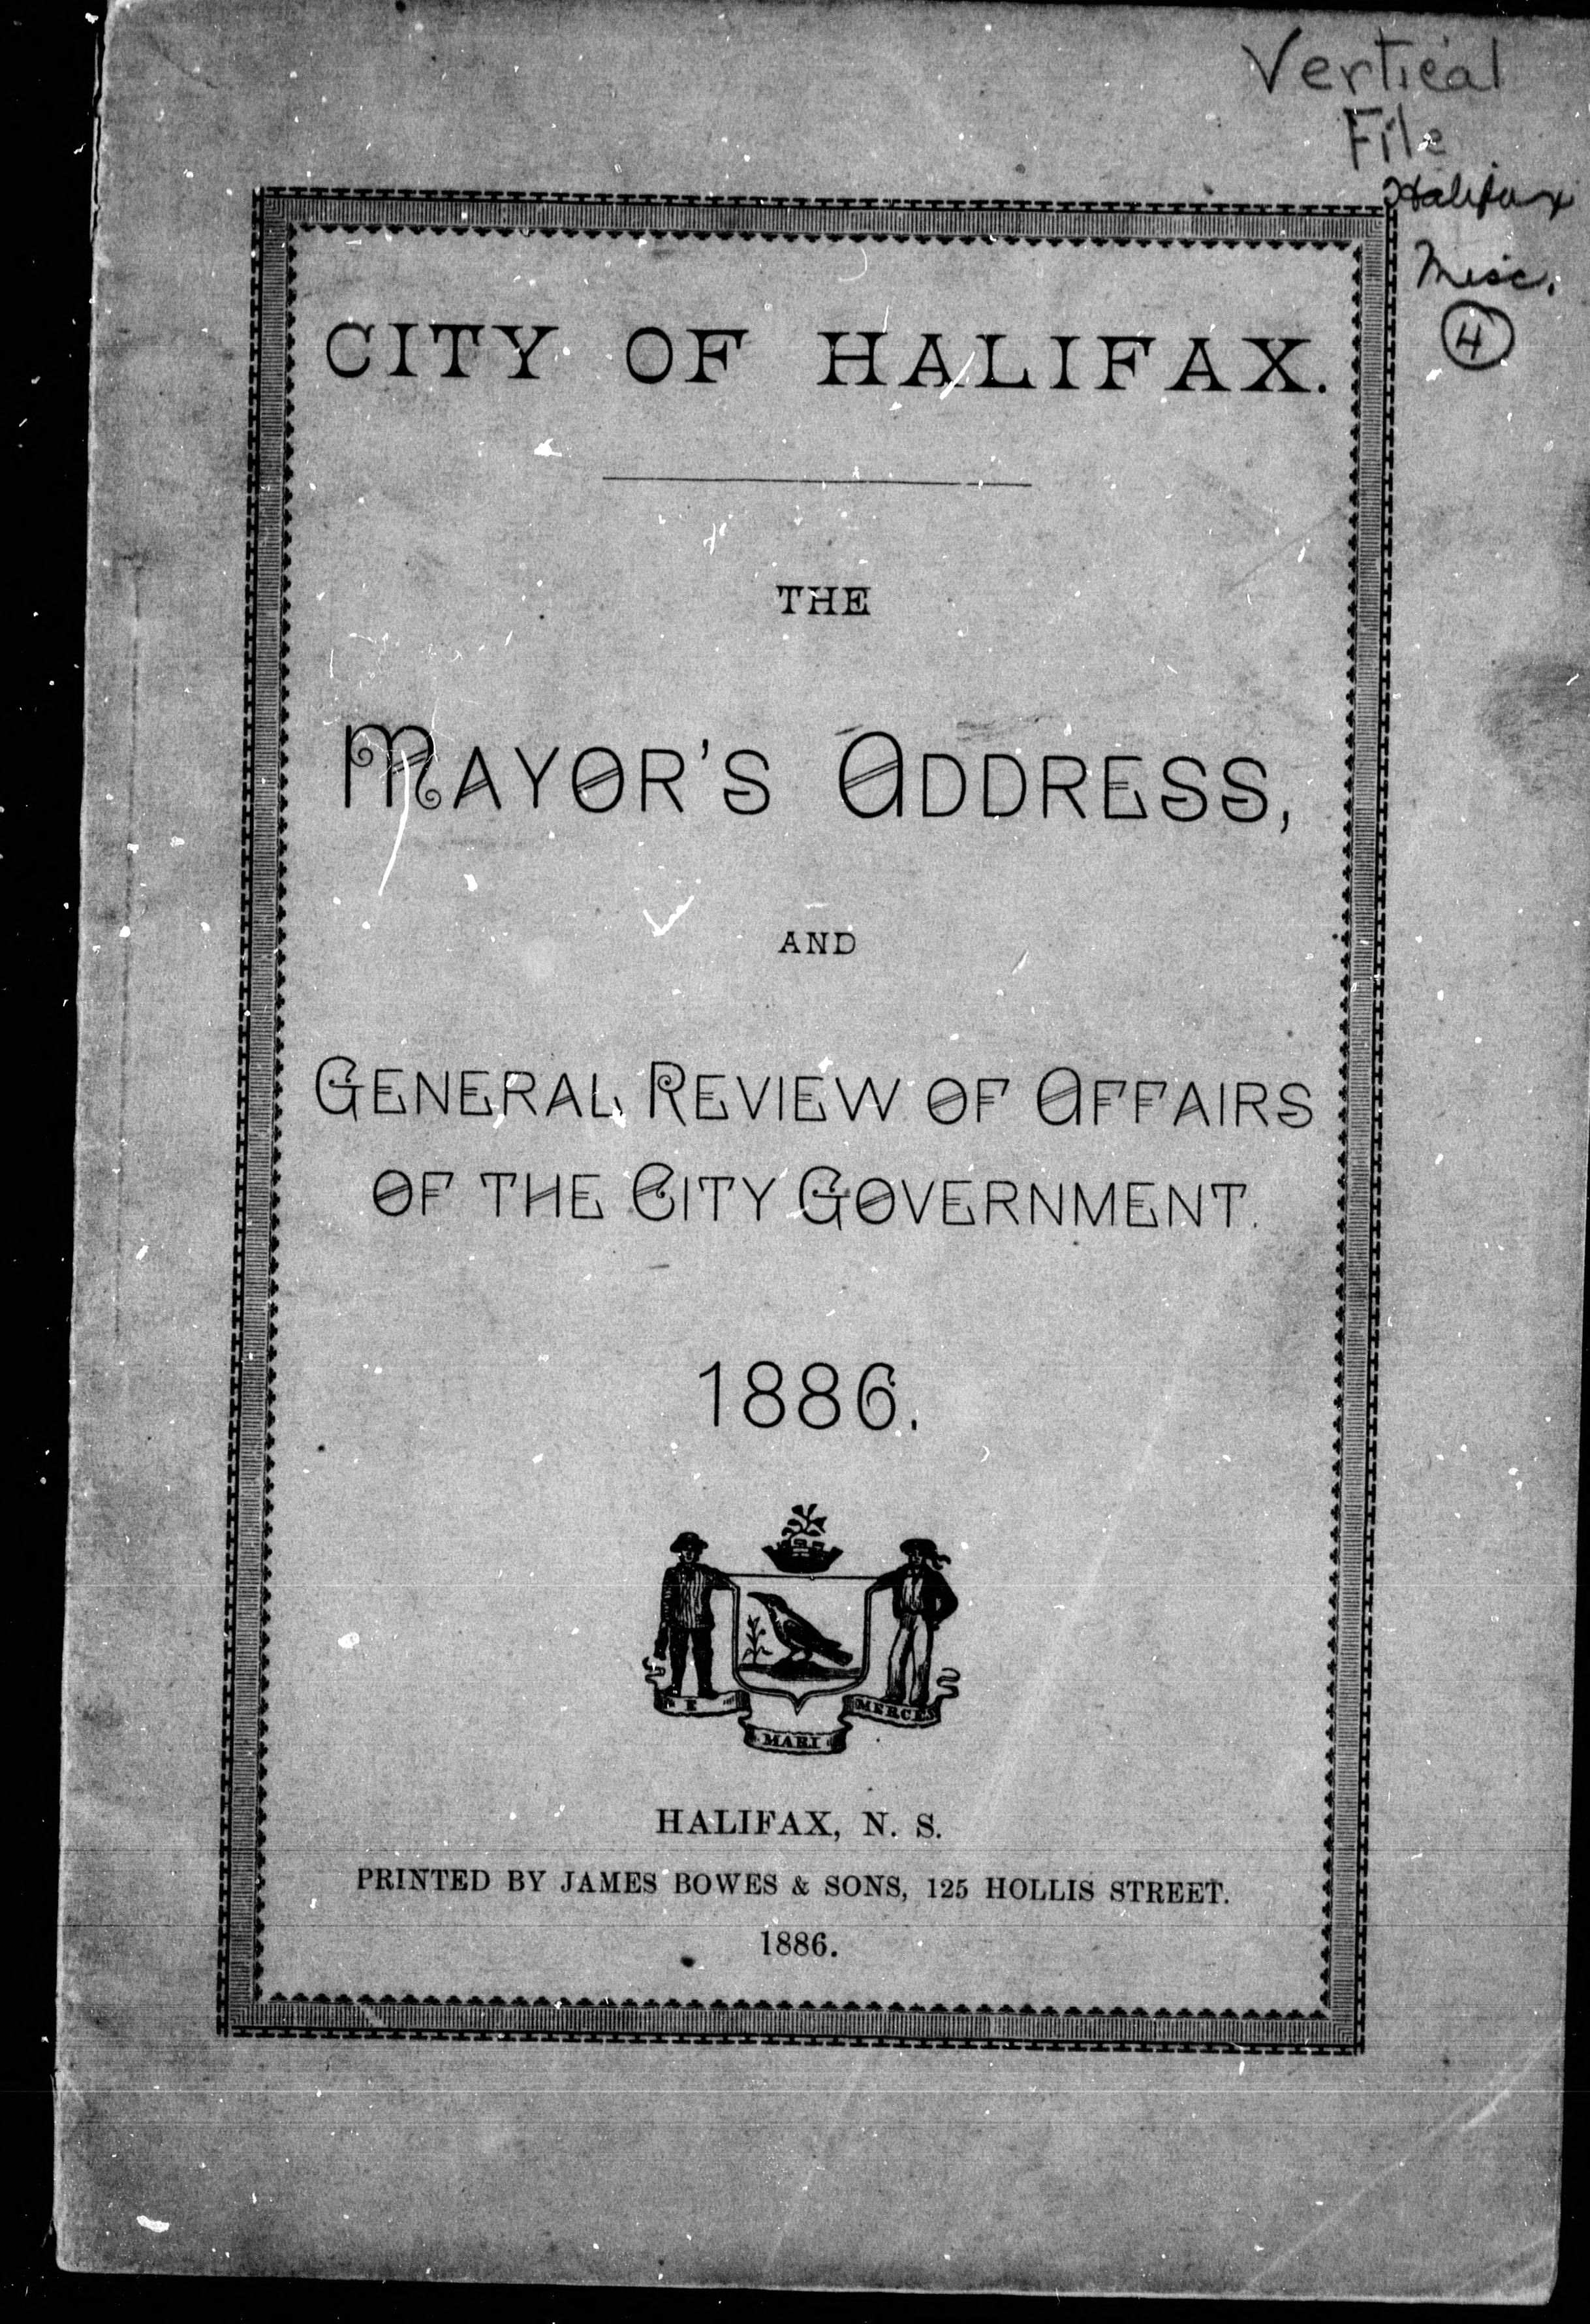 Vertical
File
Halifax
Misc.
4
CITY OF HALIFAX.
THE
MAYOR'S ADDRESS,
AND
GENERAL REVIEW OF AFFAIRS
OF THE CITY GOVERNMENT.
1886.
E
MARI
MERCES
HALIFAX, N. S.
PRINTED BY JAMES BOWES & SONS, 125 HOLLIS STREET.
1886.